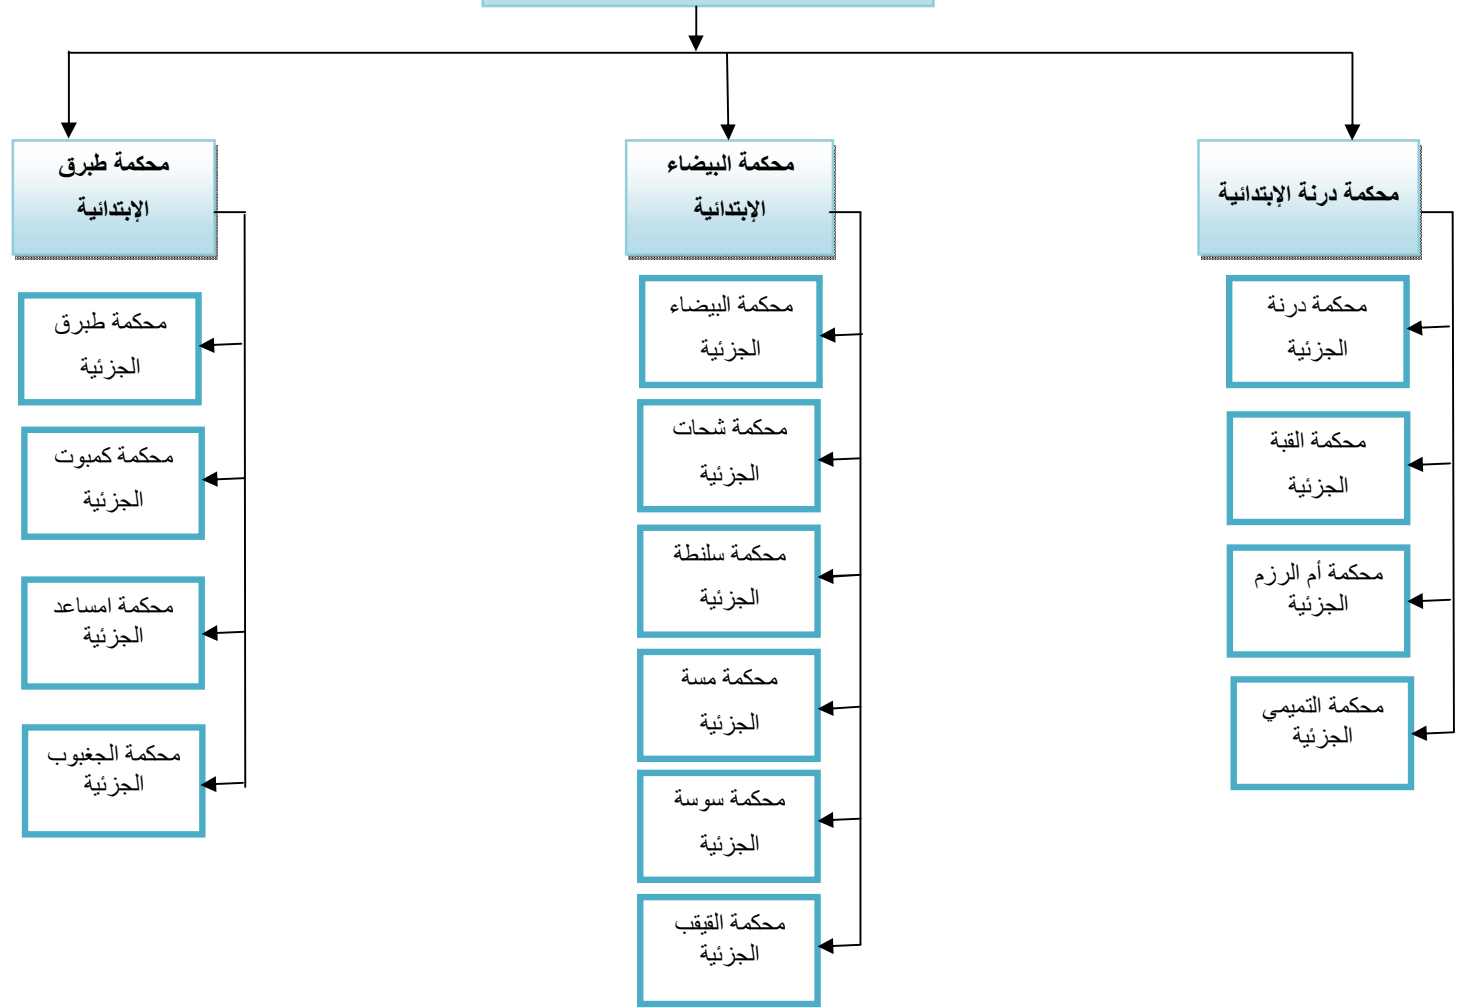 محكمة درنة الإبتدائية
محكمة درنة
الجزئية
محكمة القبة
الجزئية
محكمة أم الرزم
الجزئية
محكمة التميمي
الجزئية
محكمة البيضاء
الإبتدائية
محكمة البيضاء
الجزئية
محكمة شحات
الجزئية
محكمة سلنطة
الجزئية
محكمة مسة
الجزئية
محكمة سوسة
الجزئية
محكمة القيقب
الجزئية
محكمة طبرق
الإبتدائية
محكمة طبرق
الجزئية
محكمة كمبوت
الجزئية
محكمة امساعد
الجزئية
محكمة الجغبوب
الجزئية